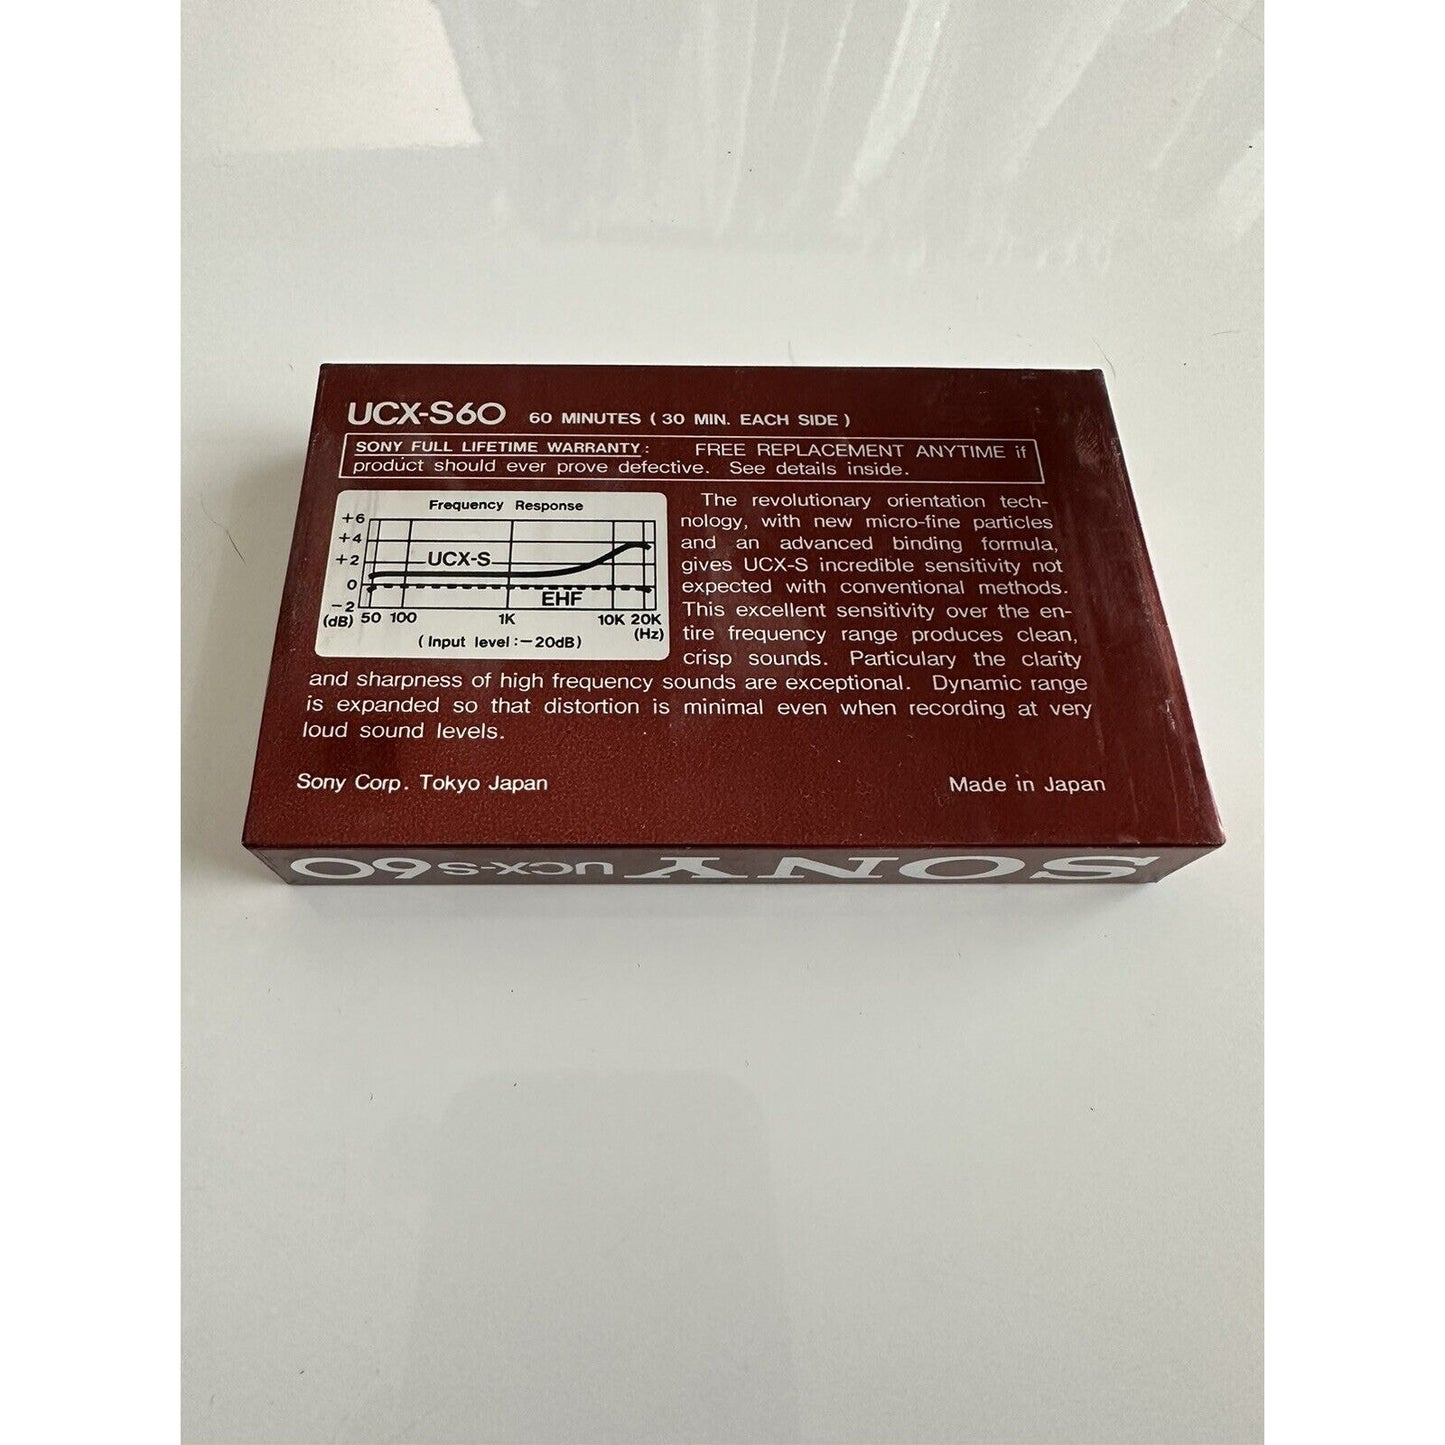 UCX-S60 60 MINUTES ( 30 MIN. EACH SIDE )
SONY FULL LIFETIME WARRANTY: FREE REPLACEMENT ANYTIME if
product should ever prove defective. See details inside.
Frequency Response
+6
+4
+2
0
-2
(dB)
UCX-S
EHF
50 100 1K 10K 20K
(Hz)
( Input level:-20dB)
The revolutionary orientation tech-
nology, with new micro-fine particles
and an advanced binding formula,
gives UCX-S incredible sensitivity not
expected with conventional methods.
This excellent sensitivity over the en-
tire frequency range produces clean,
crisp sounds. Particulary the clarity
and sharpness of high frequency sounds are exceptional. Dynamic range
is expanded so that distortion is minimal even when recording at very
loud sound levels.
Sony Corp. Tokyo Japan Made in Japan
SONY UCX-S60